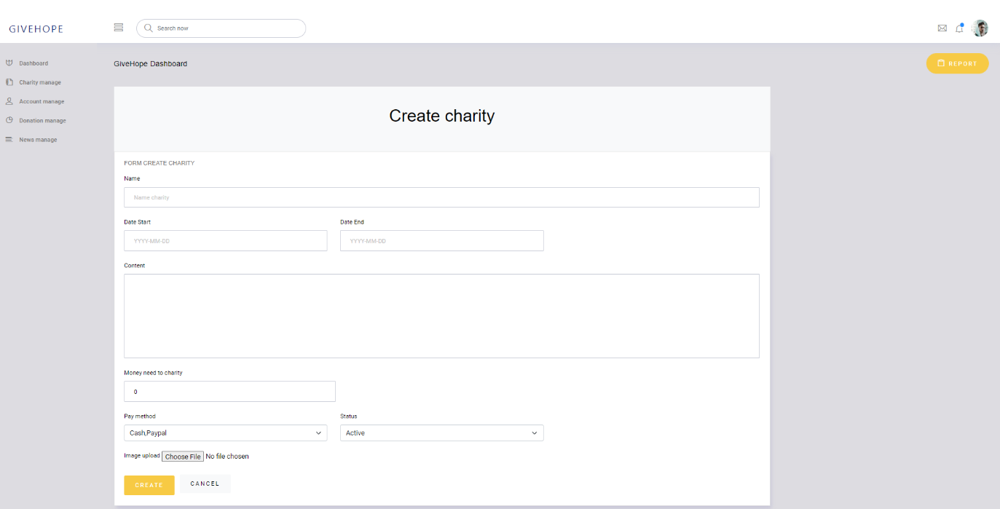 GIVEHOPE
Search now
Dashboard
Charity manage
Account manage
Donation manage
News manage
GiveHope Dashboard
REPORT
Create charity
FORM CREATE CHARITY
Name
Name charity
Date Start Date End
YYYY-MM-DD YYYY-MM-DD
Content
Money need to charity
0
Pay method Status
Cash,Paypal Active
Image upload Choose File No file chosen
CREATE CANCEL